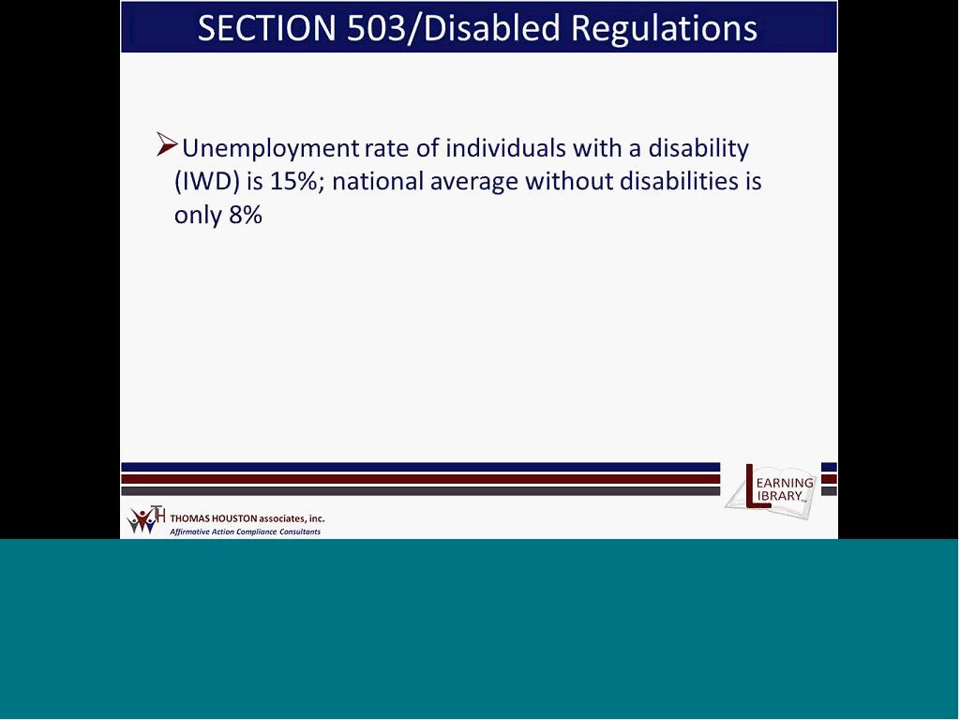 SECTION 503/Disabled Regulations
➢Unemployment rate of individuals with a disability
(IWD) is 15%; national average without disabilities is
only 8%
LEARNING
LIBRARY
TH
THOMAS HOUSTON associates, inc.
Affirmative Action Compliance Consultants